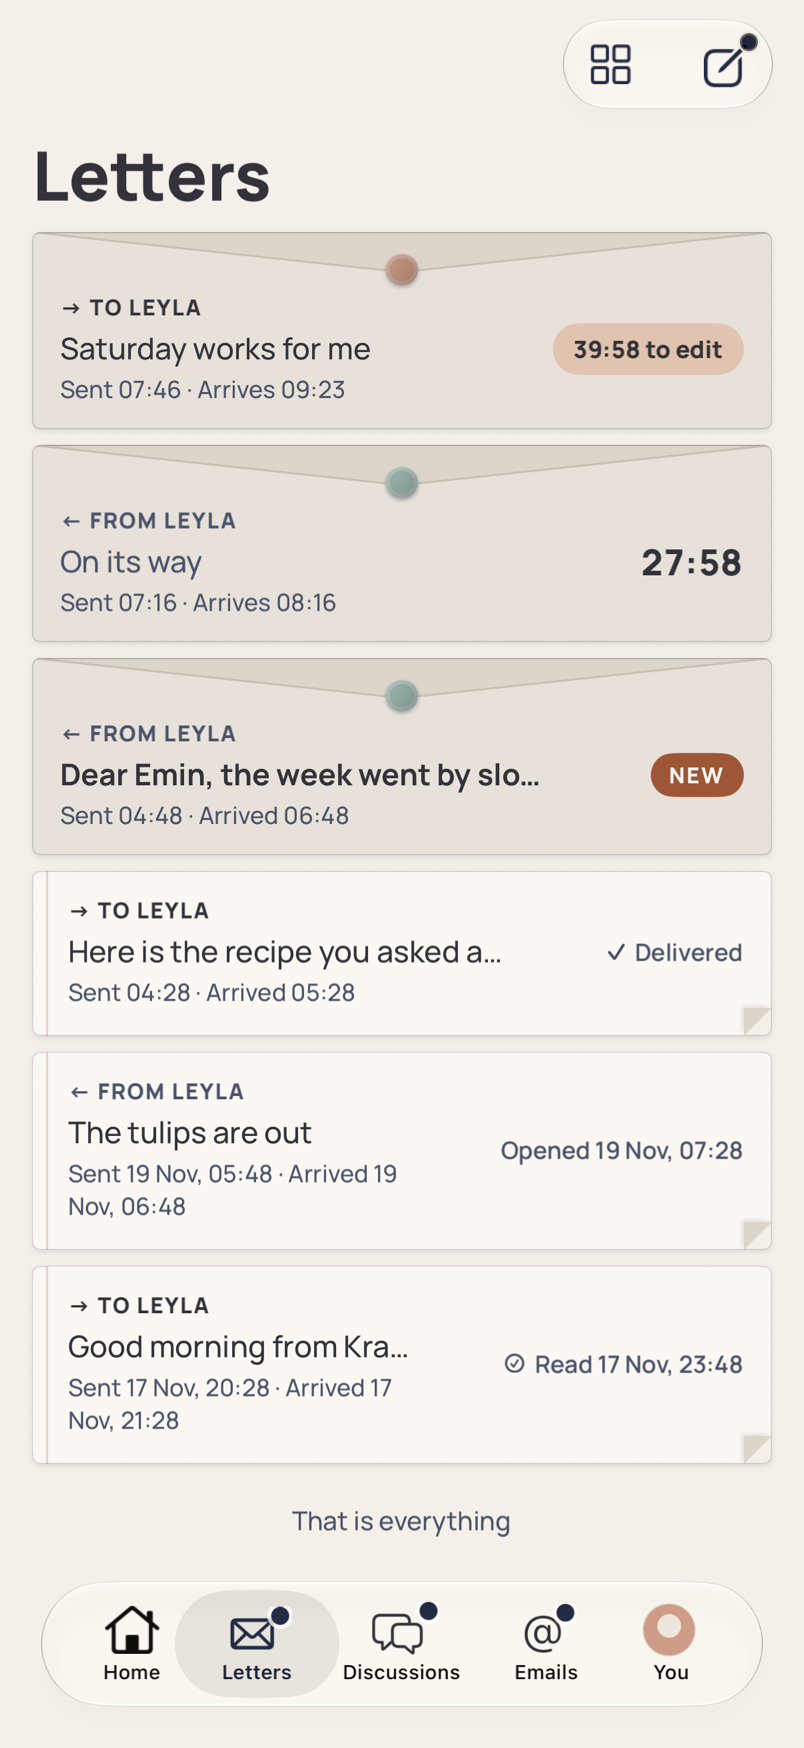 Letters
→ TO LEYLA
Saturday works for me
39:58 to edit
Sent 07:46 · Arrives 09:23
← FROM LEYLA
On its way
27:58
Sent 07:16 · Arrives 08:16
← FROM LEYLA
Dear Emin, the week went by slo...
NEW
Sent 04:48 · Arrived 06:48
→ TO LEYLA
Here is the recipe you asked a...
✓ Delivered
Sent 04:28 · Arrived 05:28
← FROM LEYLA
The tulips are out
Opened 19 Nov, 07:28
Sent 19 Nov, 05:48 · Arrived 19
Nov, 06:48
→ TO LEYLA
Good morning from Kra...
Read 17 Nov, 23:48
Sent 17 Nov, 20:28 · Arrived 17
Nov, 21:28
That is everything
Home
Letters
Discussions
Emails
You